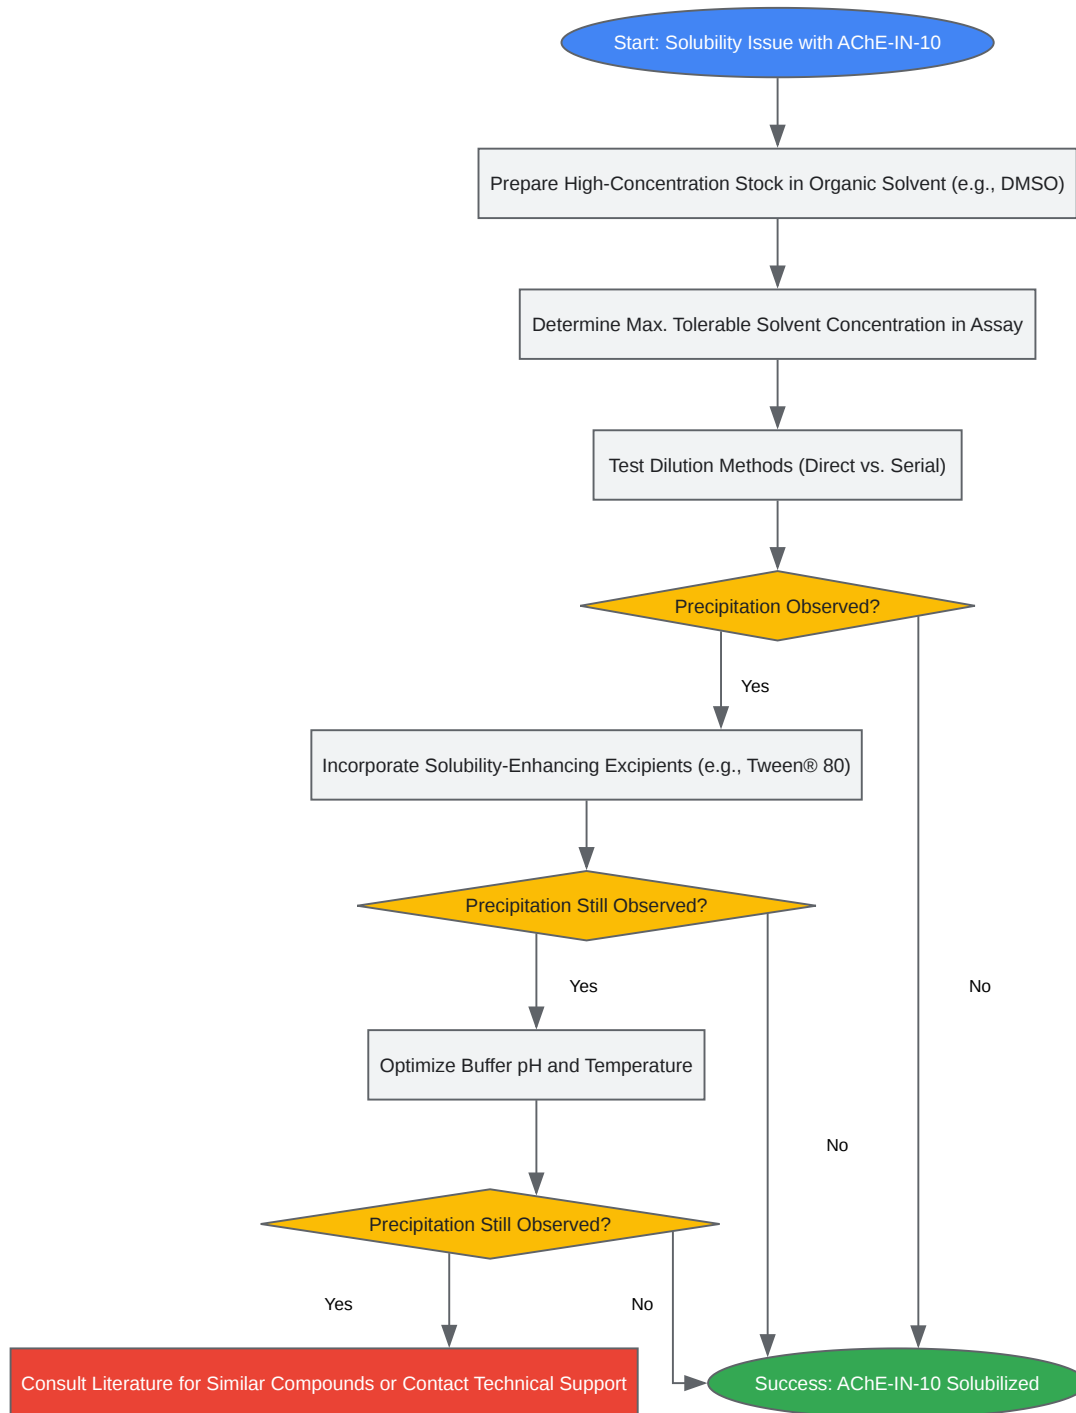 Start: Solubility Issue with AChE-IN-10
Prepare High-Concentration Stock in Organic Solvent (e.g., DMSO)
Determine Max. Tolerable Solvent Concentration in Assay
Test Dilution Methods (Direct vs. Serial)
Precipitation Observed?
Yes
Incorporate Solubility-Enhancing Excipients (e.g., Tween® 80)
Precipitation Still Observed?
Yes
No
Optimize Buffer pH and Temperature
No
Precipitation Still Observed?
Yes
No
Consult Literature for Similar Compounds or Contact Technical Support
Success: AChE-IN-10 Solubilized